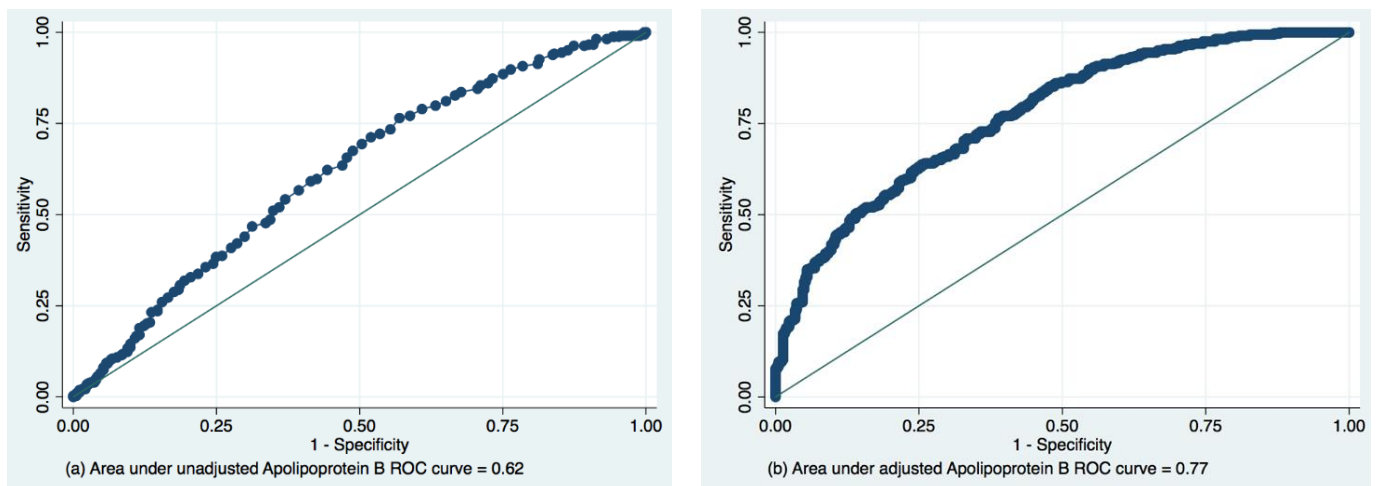 1.00
0.75
0.50
0.25
0.00
Sensitivity
0.00 0.25 0.50 0.75 1.00
1 - Specificity
(a) Area under unadjusted Apolipoprotein B ROC curve = 0.62
1.00
0.75
0.50
0.25
0.00
Sensitivity
0.00 0.25 0.50 0.75 1.00
1 - Specificity
(b) Area under adjusted Apolipoprotein B ROC curve = 0.77